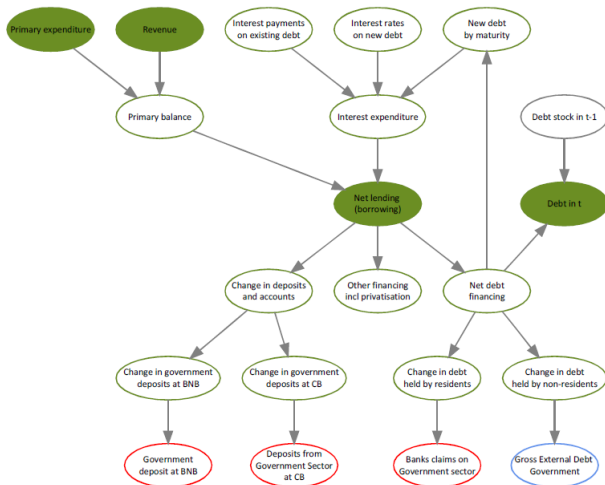 Primary expenditure
Revenue
Interest payments
on existing debt
Interest rates
on new debt
New debt
by maturity
Primary balance
Interest expenditure
Debt stock in t-1
Net lending
(borrowing)
Debt in t
Change in deposits
and accounts
Other financing
incl privatisation
Net debt
financing
Change in government
deposits at BNB
Change in government
deposits at CB
Change in debt
held by residents
Change in debt
held by non-residents
Government
deposit at BNB
Deposits from
Government Sector
at CB
Banks claims on
Government sector
Gross External Debt
Government